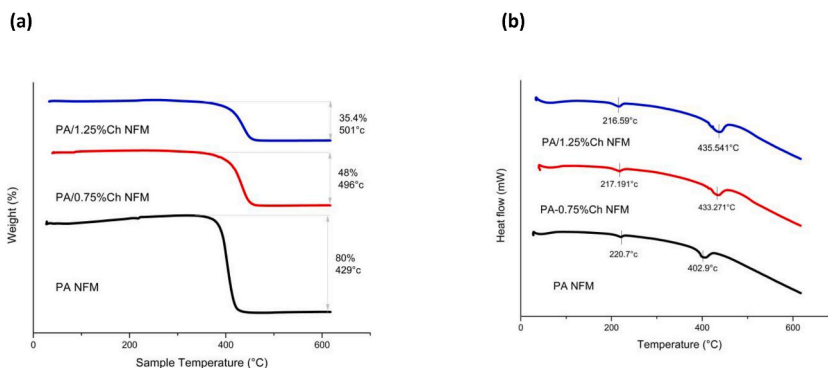 (a)
Weight (%)
PA/1.25%Ch NFM
35.4%
501°c
PA/0.75%Ch NFM
48%
496°c
PA NFM
80%
429°c
0
200
400
600
Sample Temperature (°C)
(b)
Heat flow (mW)
216.59°c
PA/1.25%Ch NFM
435.541°C
217.191°c
PA-0.75%Ch NFM
433.271°C
220.7°c
402.9°c
PA NFM
0
200
400
600
Temperature (°C)